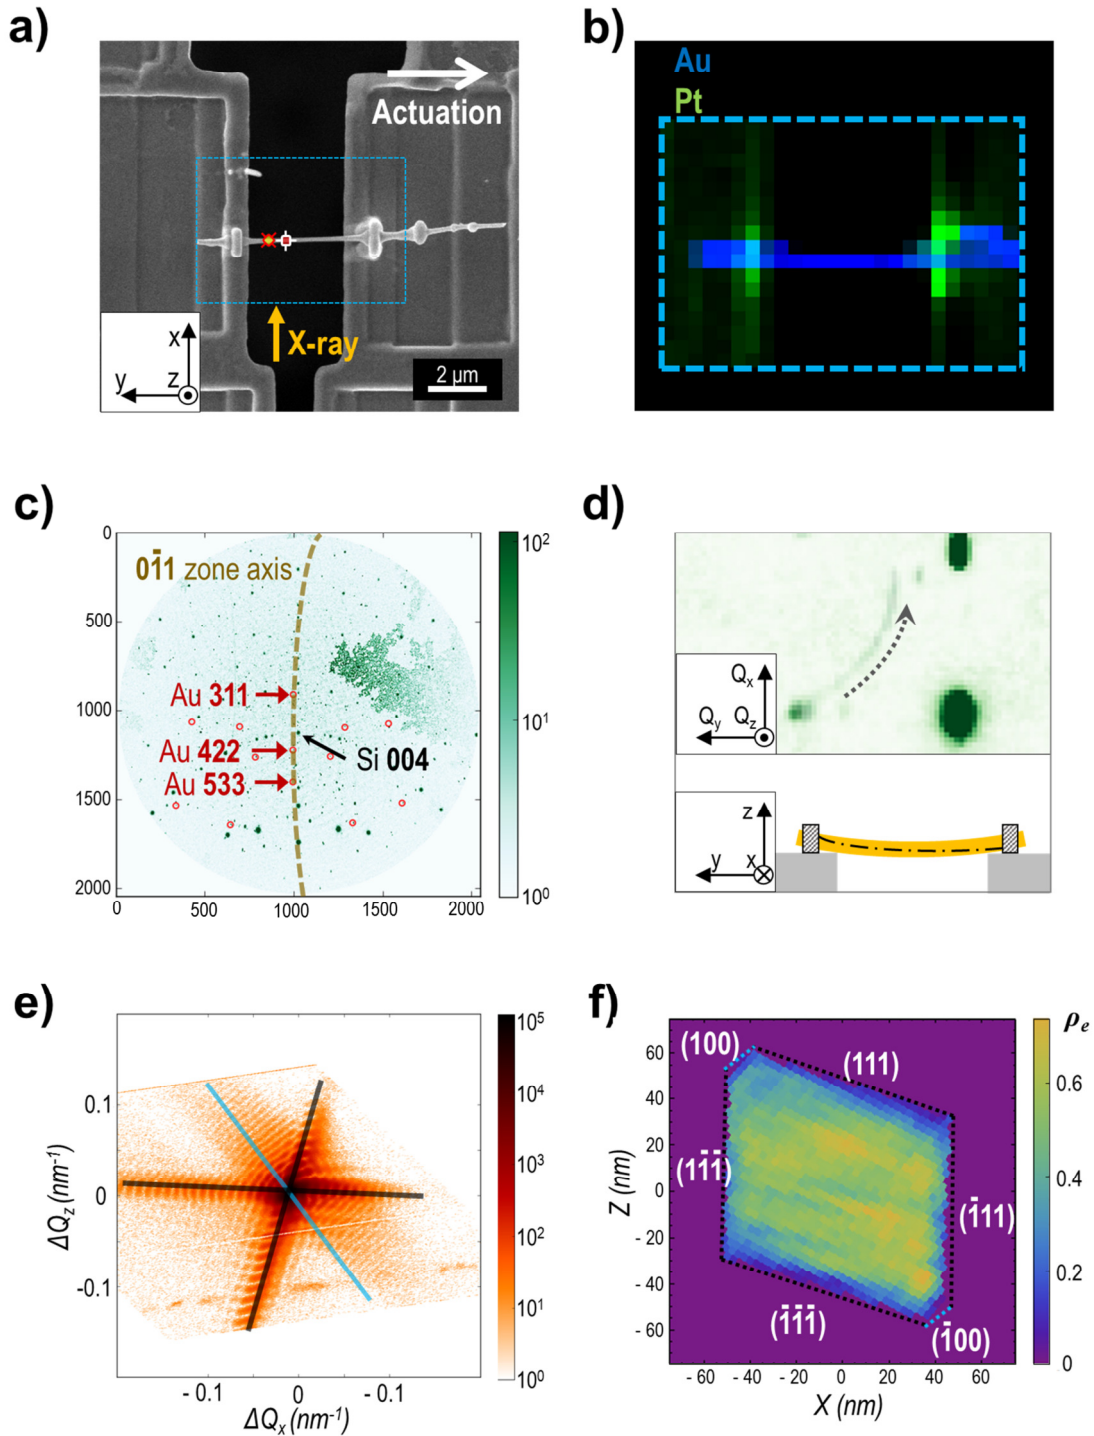 a)
Actuation
X-ray
x
y
z
2 μm
b)
Au
Pt
c)
01̄1 zone axis
Au 311
Au 422
Au 533
Si 004
0
500
1000
1500
2000
0
500
1000
1500
2000
10²
10¹
10⁰
d)
Qx
Qy
Qz
z
y
x
e)
ΔQz (nm⁻¹)
0.1
0
-0.1
- 0.1
0
- 0.1
ΔQx (nm⁻¹)
10⁵
10⁴
10³
10²
10¹
10⁰
f)
(100)
(111)
(11̄1̄)
(1̄11)
(1̄1̄1̄)
(1̄00)
Z (nm)
60
40
20
0
- 20
- 40
- 60
- 60
- 40
- 20
0
20
40
60
X (nm)
ρe
0.6
0.4
0.2
0